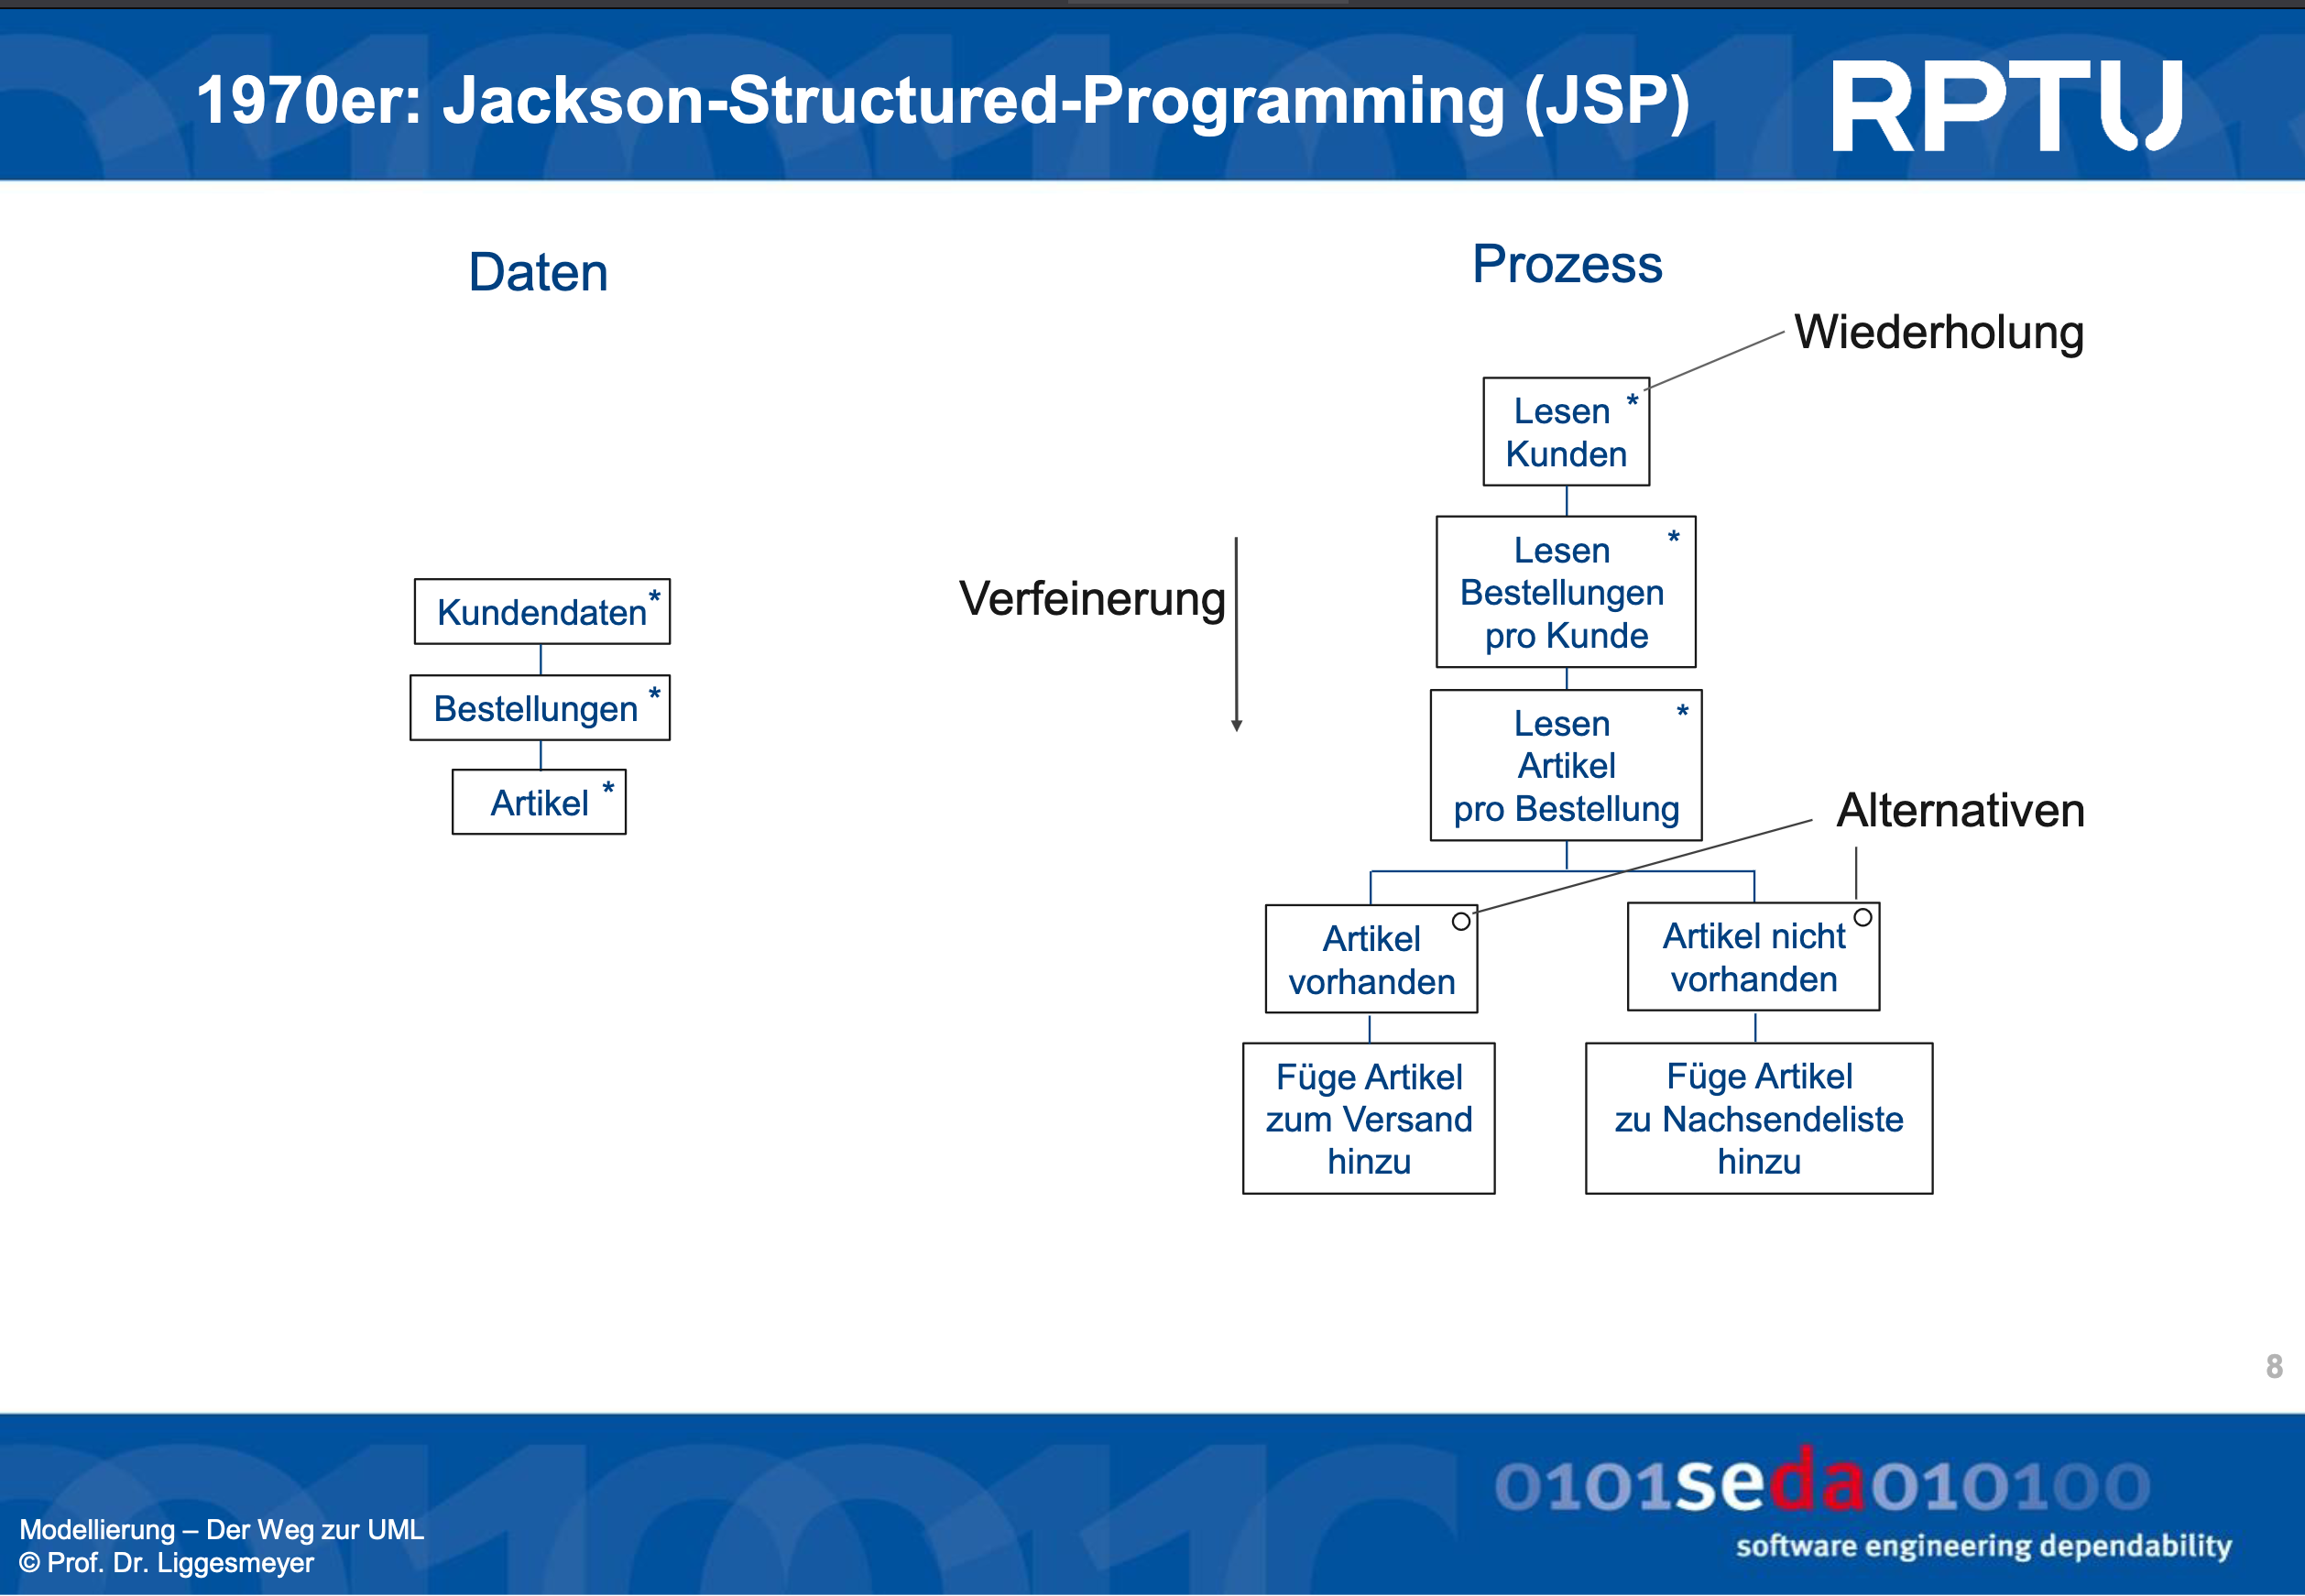 1970er: Jackson-Structured-Programming (JSP)
RPTU
Daten
Prozess
Wiederholung
Lesen *
Kunden
Lesen *
Bestellungen
pro Kunde
Verfeinerung
Kundendaten*
Bestellungen *
Artikel *
Lesen *
Artikel
pro Bestellung
Alternativen
Artikel
vorhanden
Artikel nicht
vorhanden
Füge Artikel
zum Versand
hinzu
Füge Artikel
zu Nachsendeliste
hinzu
8
0101seda010100
software engineering dependability
Modellierung – Der Weg zur UML
© Prof. Dr. Liggesmeyer